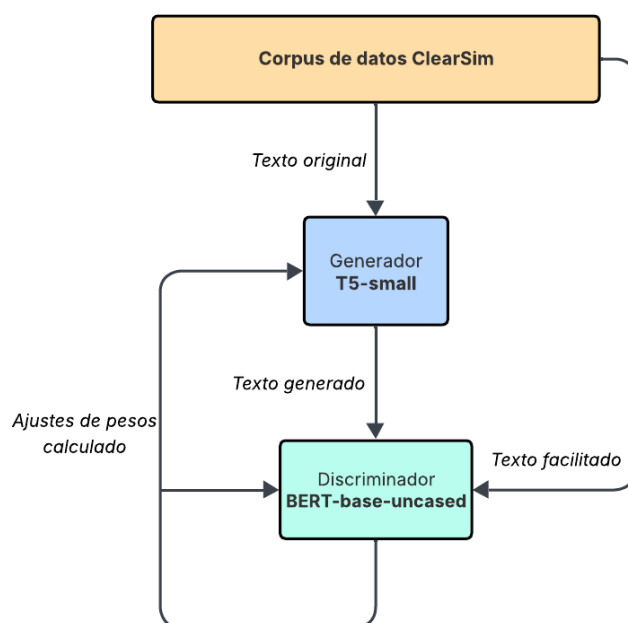 Corpus de datos ClearSim
Texto original
Generador
T5-small
Texto generado
Ajustes de pesos
calculado
Texto facilitado
Discriminador
BERT-base-uncased